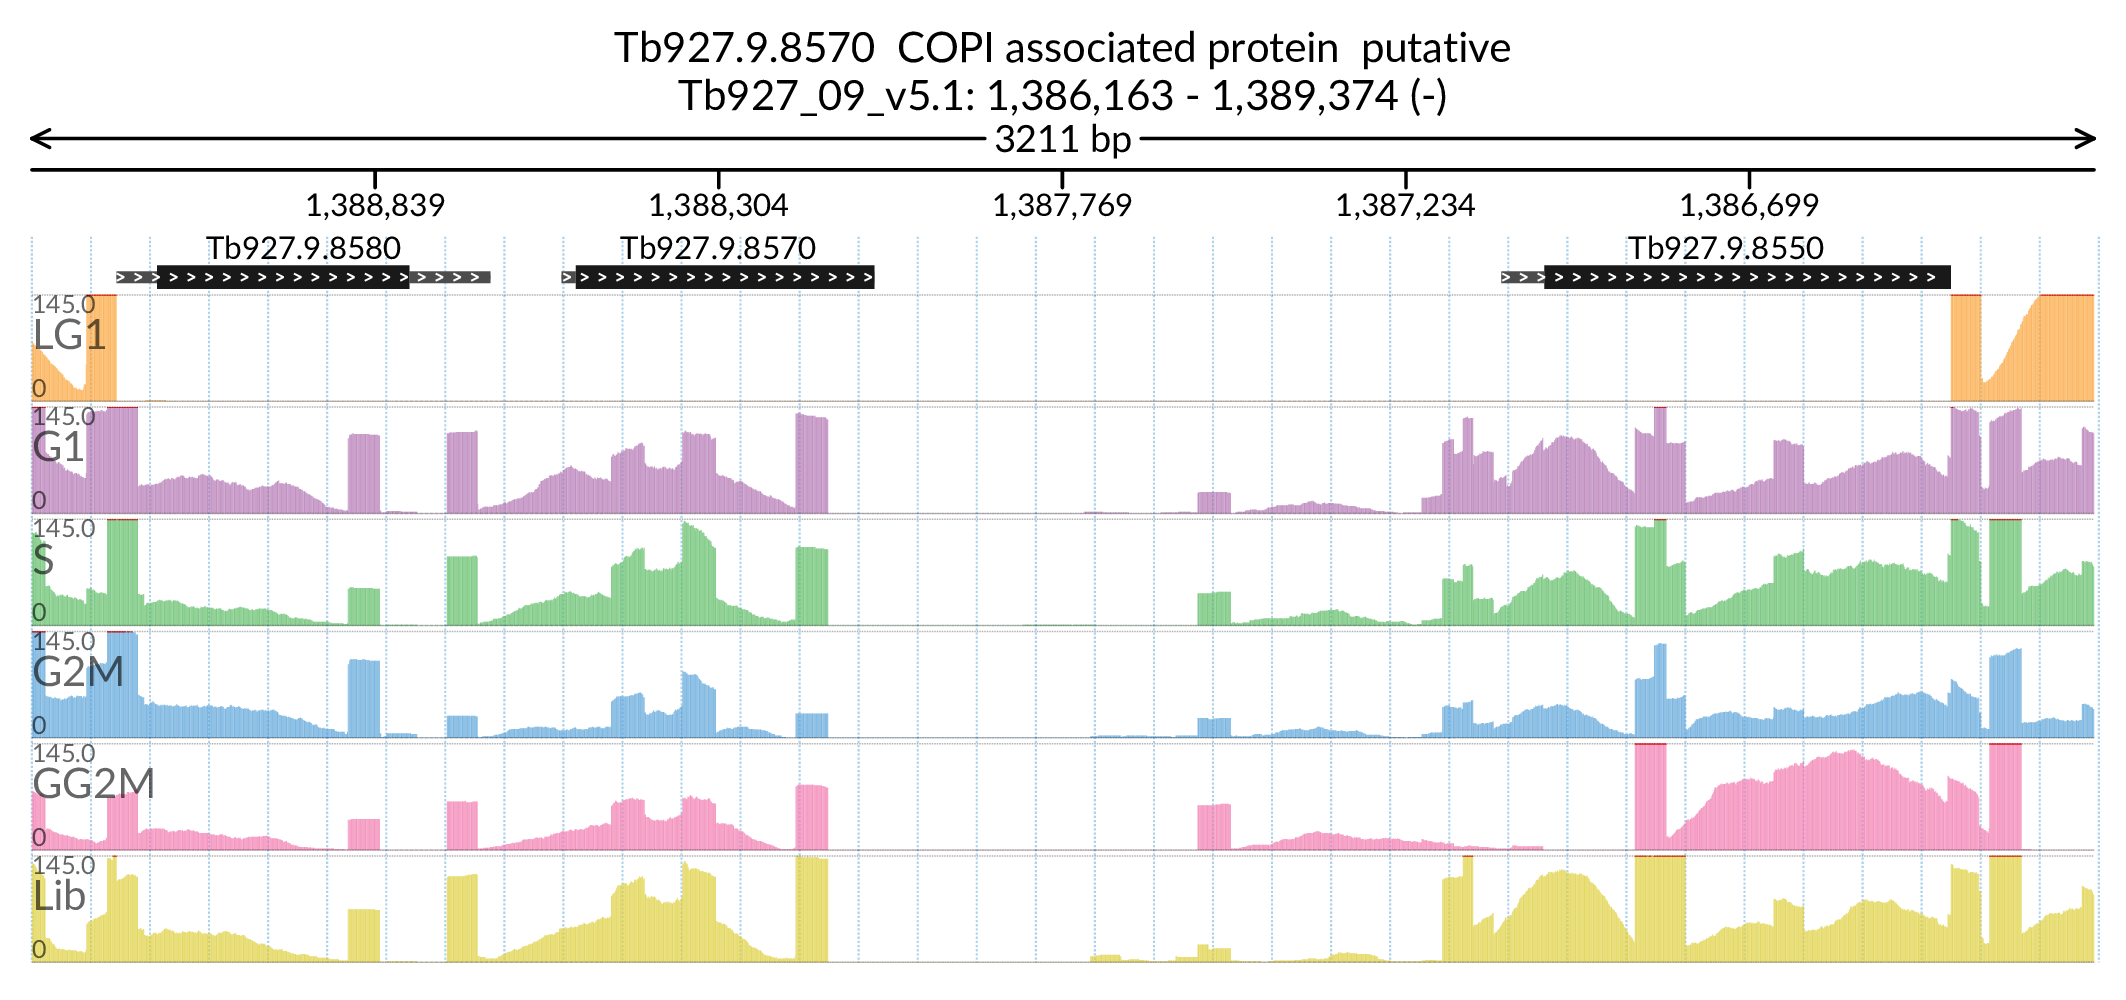 Tb927.9.8570  COPI associated protein  putative
Tb927_09_v5.1: 1,386,163 - 1,389,374 (-)
3211 bp
1,388,839 1,388,304 1,387,769 1,387,234 1,386,699
Tb927.9.8580 Tb927.9.8570 Tb927.9.8550
145.0
LG1
0
145.0
G1
0
145.0
S
0
145.0
G2M
0
145.0
GG2M
0
145.0
Lib
0